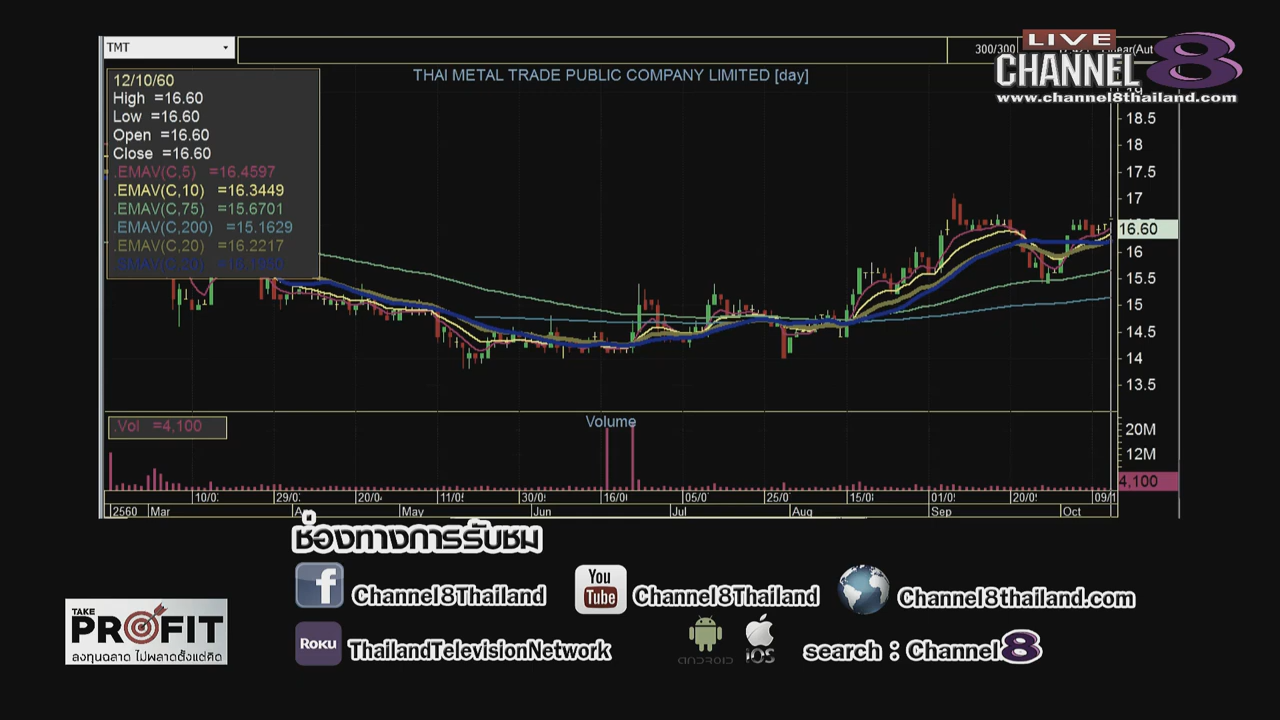 TMT
300/300
LIVE
CHANNEL 8
www.channel8thailand.com
THAI METAL TRADE PUBLIC COMPANY LIMITED [day]
12/10/60
High =16.60
Low =16.60
Open =16.60
Close =16.60
.EMAV(C,5) =16.4597
.EMAV(C,10) =16.3449
.EMAV(C,75) =15.6701
.EMAV(C,200) =15.1629
.EMAV(C,20) =16.2217
18.5
18
17.5
17
16.60
16
15.5
15
14.5
14
13.5
.Vol =4,100
Volume
20M
12M
4,100
10/0 29/0 20/0 11/0 30/0 16/0 05/0 25/0 15/0 01/0 20/0 09/1
2560 Mar May Jun Jul Aug Sep Oct
ช่องทางการรับชม
Channel8Thailand
You Tube Channel8Thailand
Channel8thailand.com
TAKE
PROFIT
ลงทุนฉลาด ไม่พลาดตั้งแต่คิด
ROKU ThailandTelevisionNetwork
ANDROID
iOS
search : Channel8